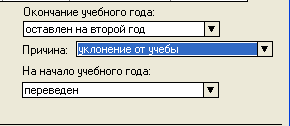 Окончание учебного года:
оставлен на второй год
Причина: уклонение от учебы
На начало учебного года:
переведен